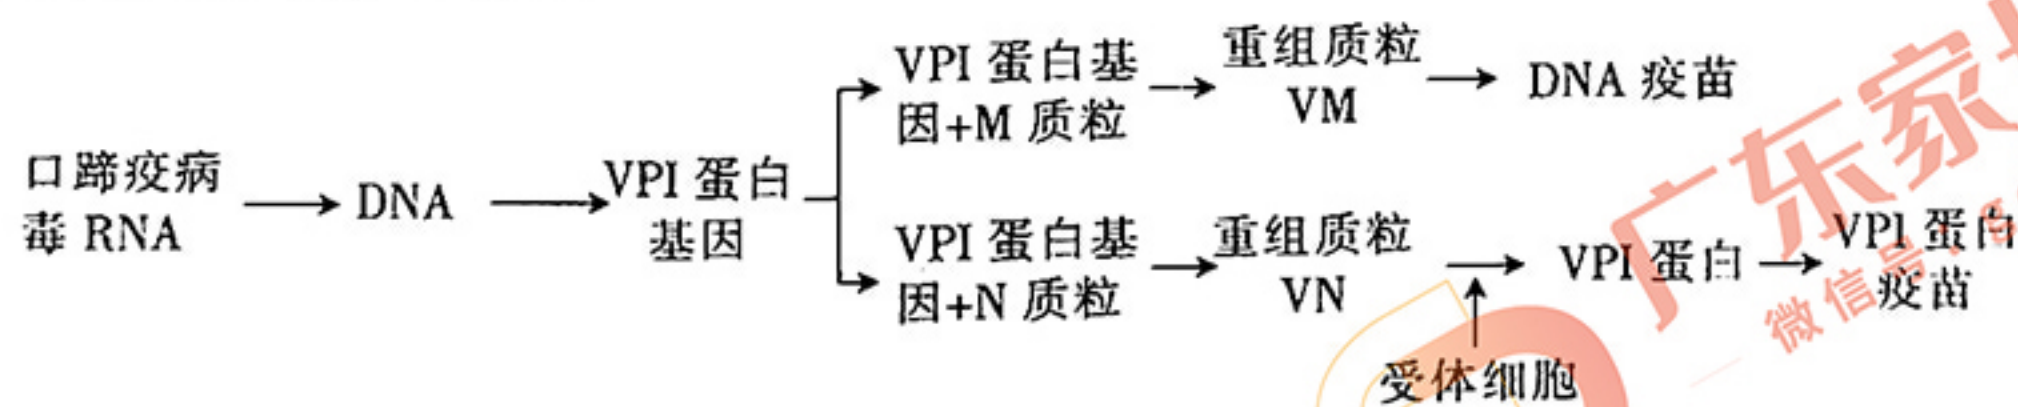 口蹄疫病
毒 RNA
DNA
VPI 蛋白
基因
VPI 蛋白基
因+M 质粒
重组质粒
VM
DNA 疫苗
VPI 蛋白基
因+N 质粒
重组质粒
VN
受体细胞
VPI 蛋白
VPI 蛋白
疫苗
广东家
微信号:g